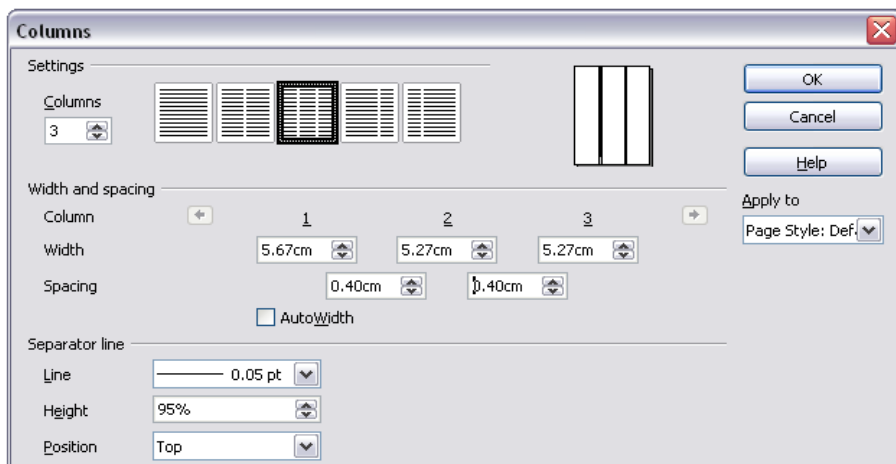 Columns
Settings
Columns
3
OK
Cancel
Help
Width and spacing
Apply to
Column 1 2 3
Page Style: Def.
Width 5.67cm 5.27cm 5.27cm
Spacing 0.40cm 0.40cm
AutoWidth
Separator line
Line 0.05 pt
Height 95%
Position Top